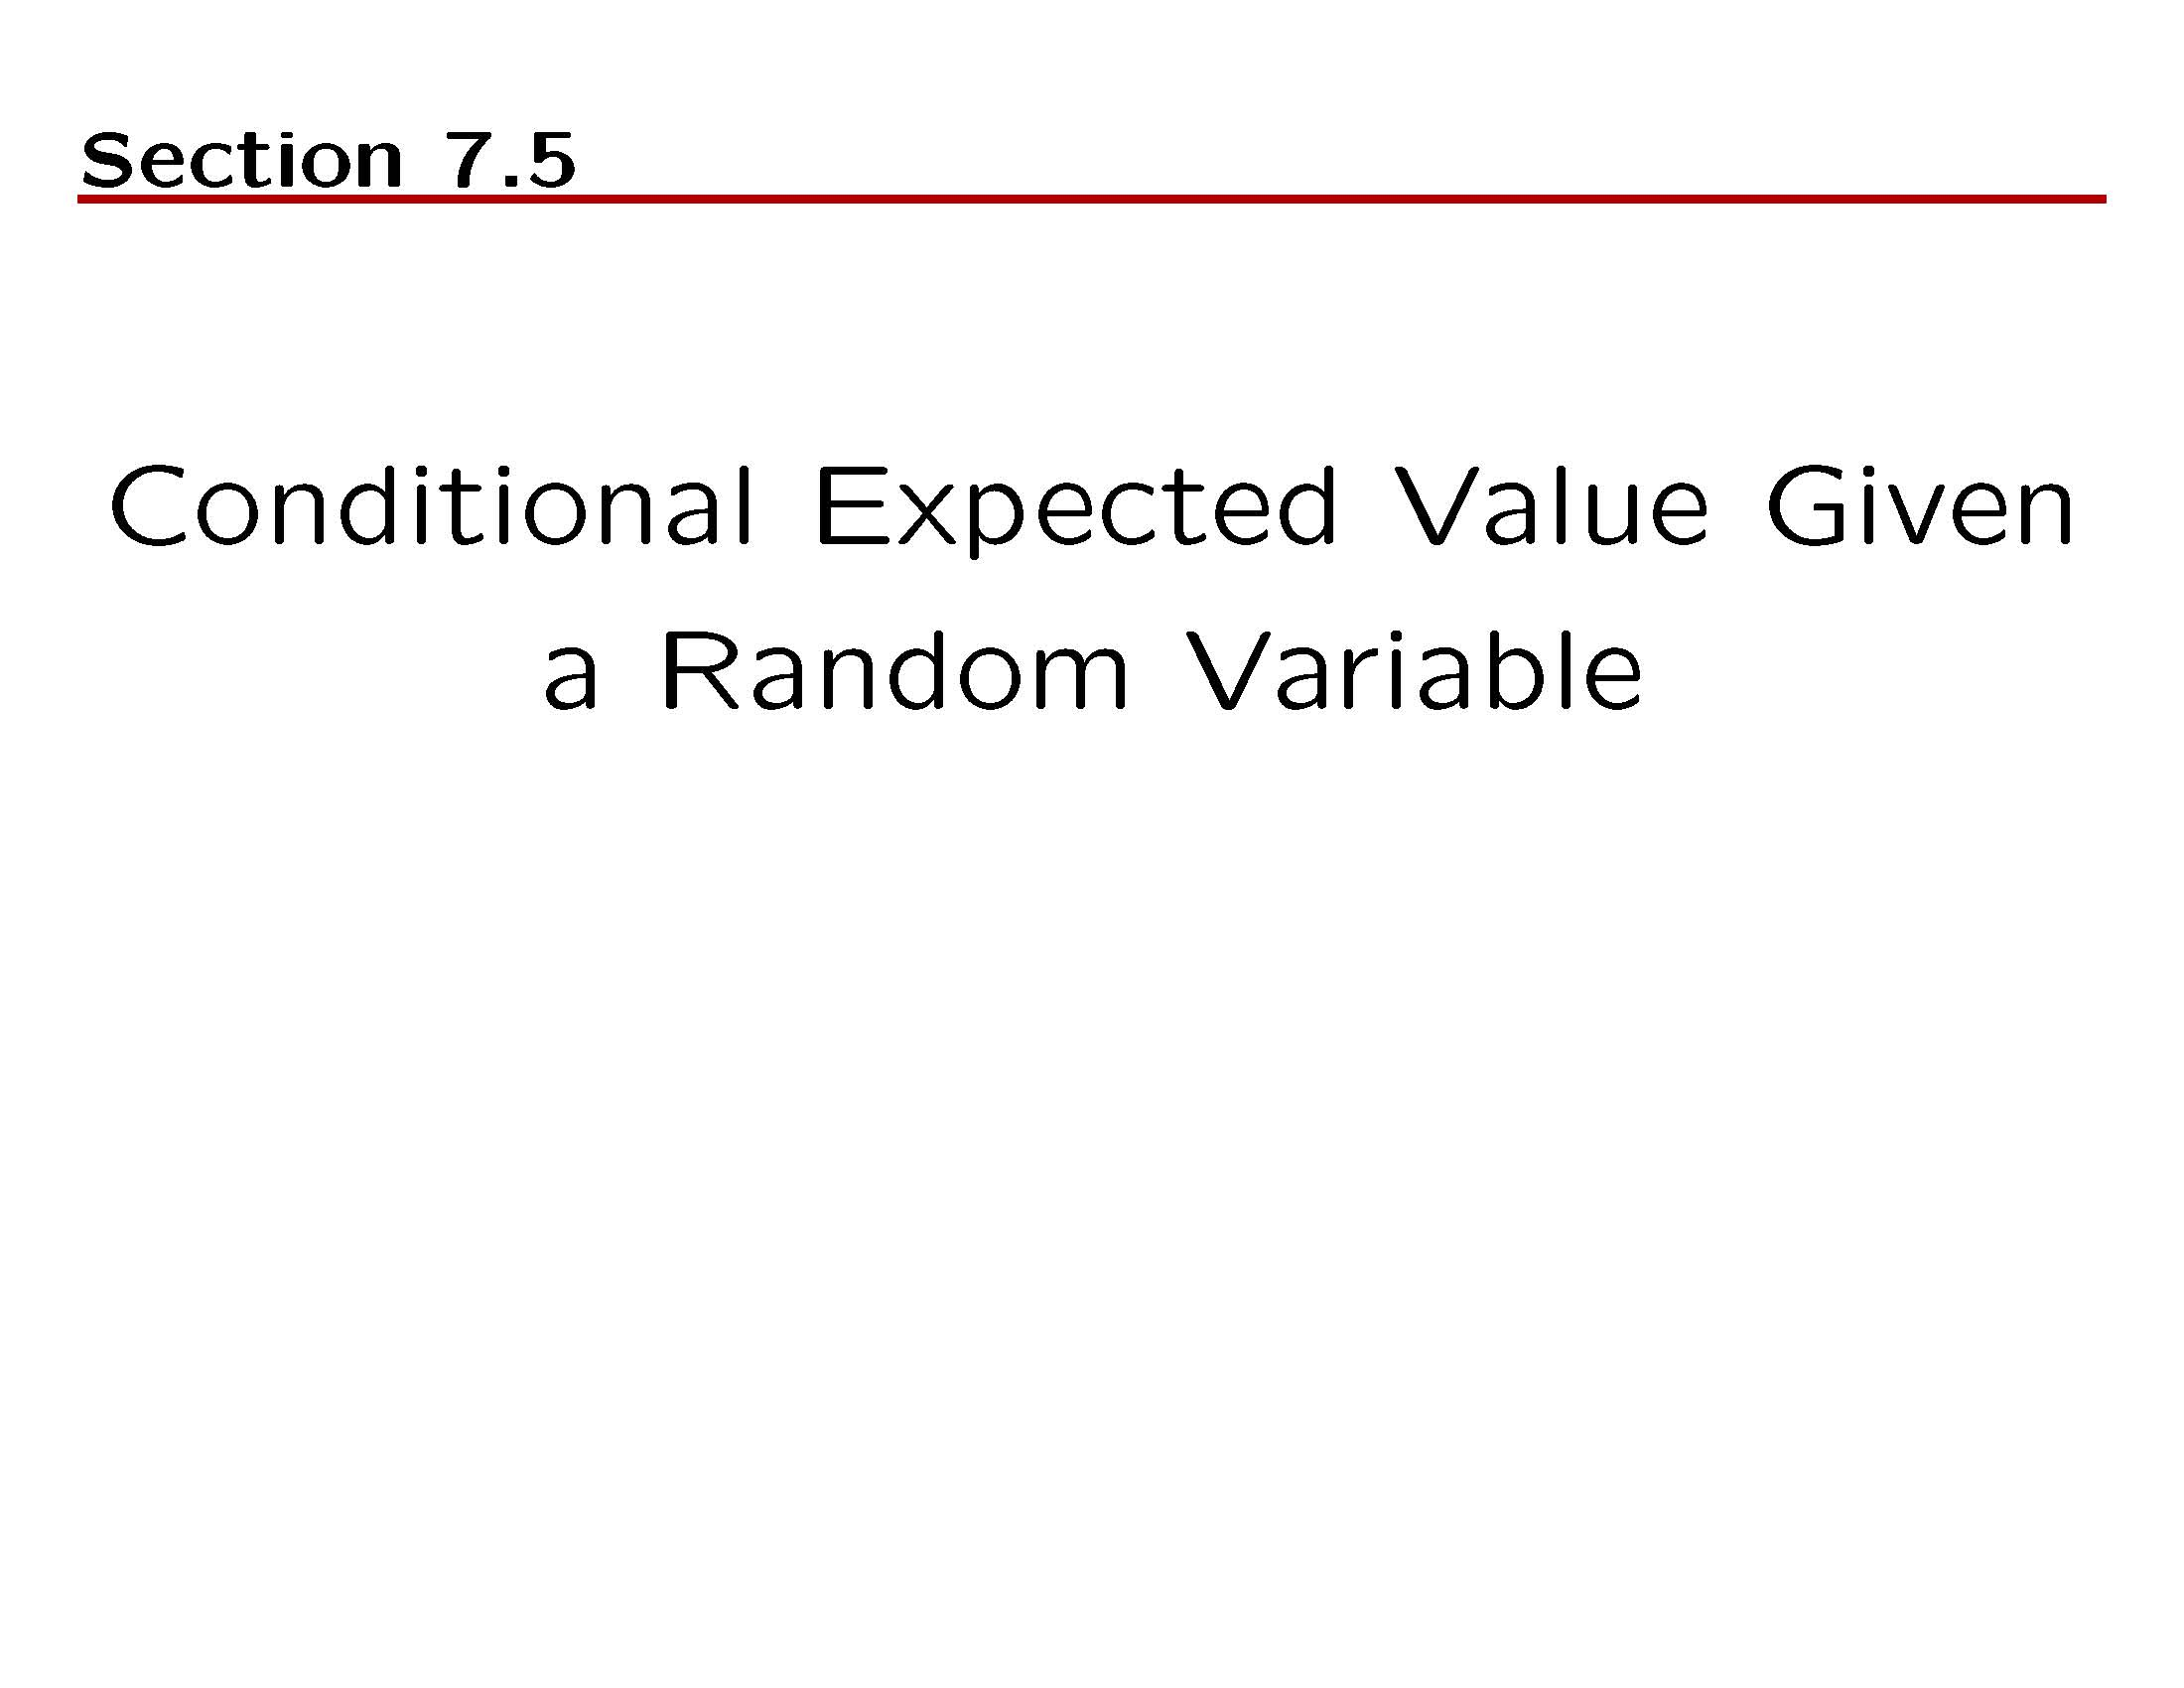 Section 7.5
Conditional Expected Value Given
a Random Variable